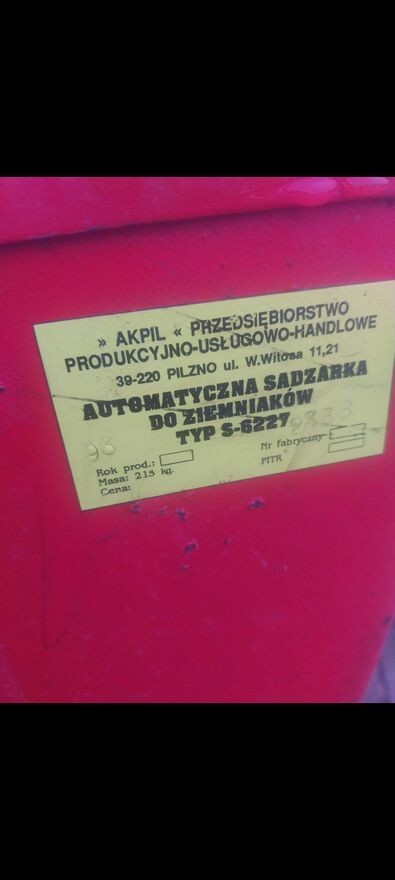 » AKPIL « PRZEDSIĘBIORSTWO
PRODUKCYJNO-USŁUGOWO-HANDLOWE
39-220 PILZNO ul. W.Witosa 11,21
AUTOMATYCZNA SADZARKA
DO ZIEMNIAKÓW
TYP S-6227
93
Rok prod.:
Nr fabryczny
Masa: 215 kg.
PITR
Cena: